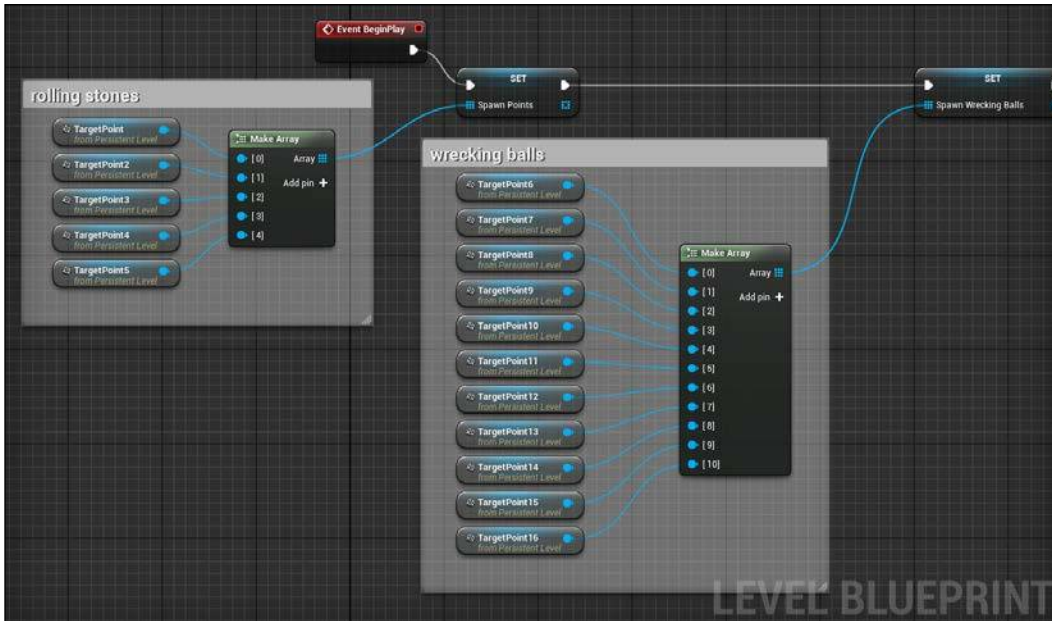 Event BeginPlay
SET
Spawn Points
SET
Spawn Wrecking Balls
rolling stones
TargetPoint
from Persistent Level
TargetPoint2
from Persistent Level
TargetPoint3
from Persistent Level
TargetPoint4
from Persistent Level
TargetPoint5
from Persistent Level
Make Array
[0] Array
[1] Add pin +
[2]
[3]
[4]
wrecking balls
TargetPoint6
from Persistent Level
TargetPoint7
from Persistent Level
TargetPoint8
from Persistent Level
TargetPoint9
from Persistent Level
TargetPoint10
from Persistent Level
TargetPoint11
from Persistent Level
TargetPoint12
from Persistent Level
TargetPoint13
from Persistent Level
TargetPoint14
from Persistent Level
TargetPoint15
from Persistent Level
TargetPoint16
from Persistent Level
Make Array
[0] Array
[1] Add pin +
[2]
[3]
[4]
[5]
[6]
[7]
[8]
[9]
[10]
LEVEL BLUEPRINT